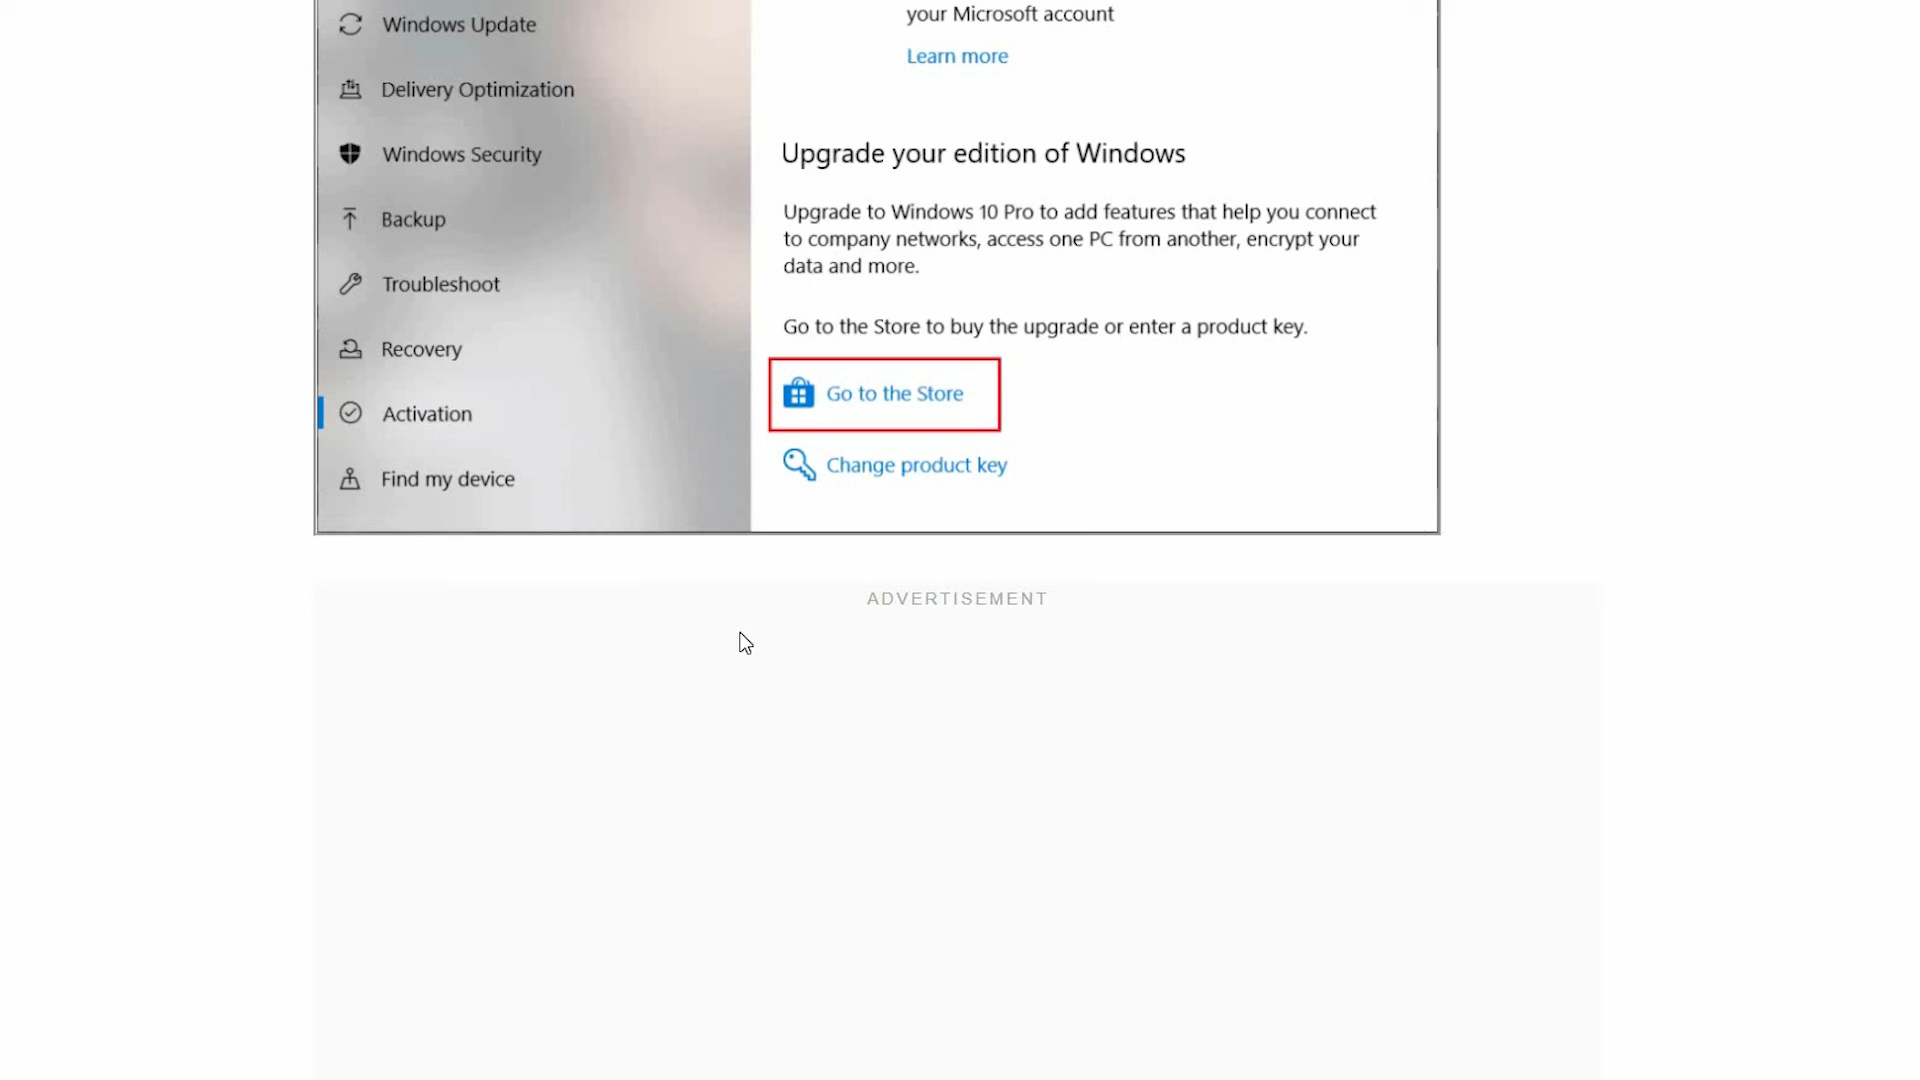 Windows Update
Delivery Optimization
Windows Security
Backup
Troubleshoot
Recovery
Activation
Find my device
your Microsoft account
Learn more
Upgrade your edition of Windows
Upgrade to Windows 10 Pro to add features that help you connect
to company networks, access one PC from another, encrypt your
data and more.
Go to the Store to buy the upgrade or enter a product key.
Go to the Store
Change product key
ADVERTISEMENT